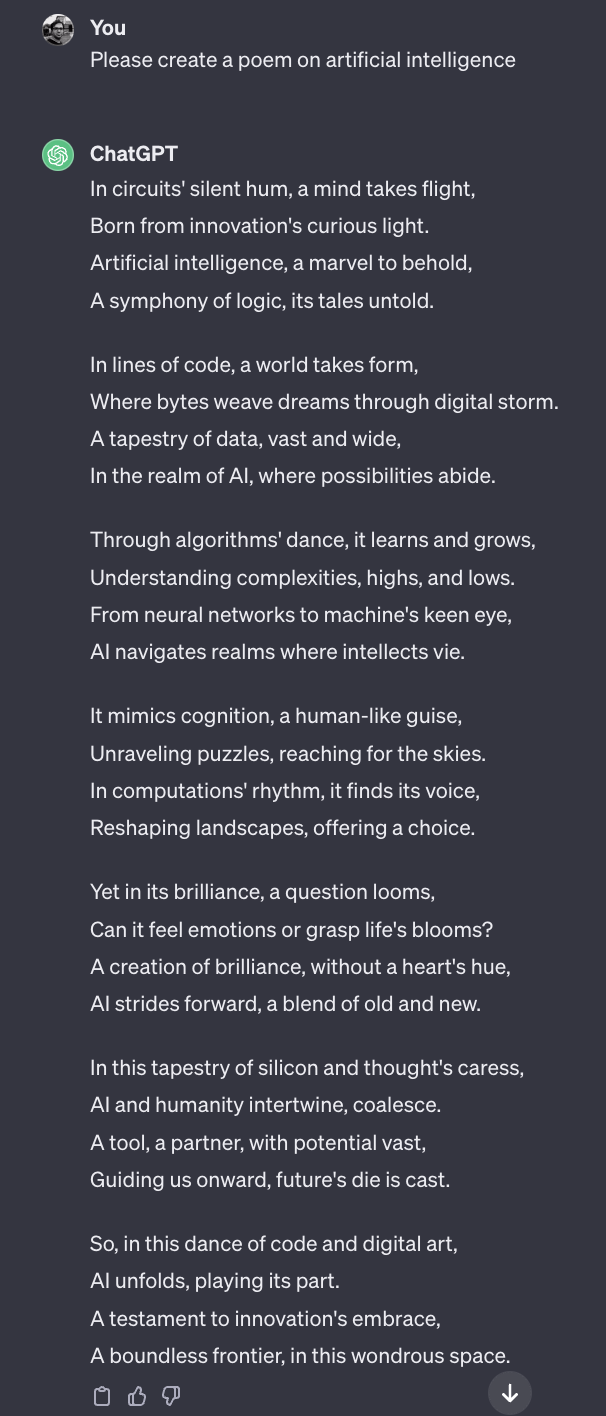 You
Please create a poem on artificial intelligence
ChatGPT
In circuits' silent hum, a mind takes flight,
Born from innovation's curious light.
Artificial intelligence, a marvel to behold,
A symphony of logic, its tales untold.
In lines of code, a world takes form,
Where bytes weave dreams through digital storm.
A tapestry of data, vast and wide,
In the realm of AI, where possibilities abide.
Through algorithms' dance, it learns and grows,
Understanding complexities, highs, and lows.
From neural networks to machine's keen eye,
AI navigates realms where intellects vie.
It mimics cognition, a human-like guise,
Unraveling puzzles, reaching for the skies.
In computations' rhythm, it finds its voice,
Reshaping landscapes, offering a choice.
Yet in its brilliance, a question looms,
Can it feel emotions or grasp life's blooms?
A creation of brilliance, without a heart's hue,
AI strides forward, a blend of old and new.
In this tapestry of silicon and thought's caress,
AI and humanity intertwine, coalesce.
A tool, a partner, with potential vast,
Guiding us onward, future's die is cast.
So, in this dance of code and digital art,
AI unfolds, playing its part.
A testament to innovation's embrace,
A boundless frontier, in this wondrous space.